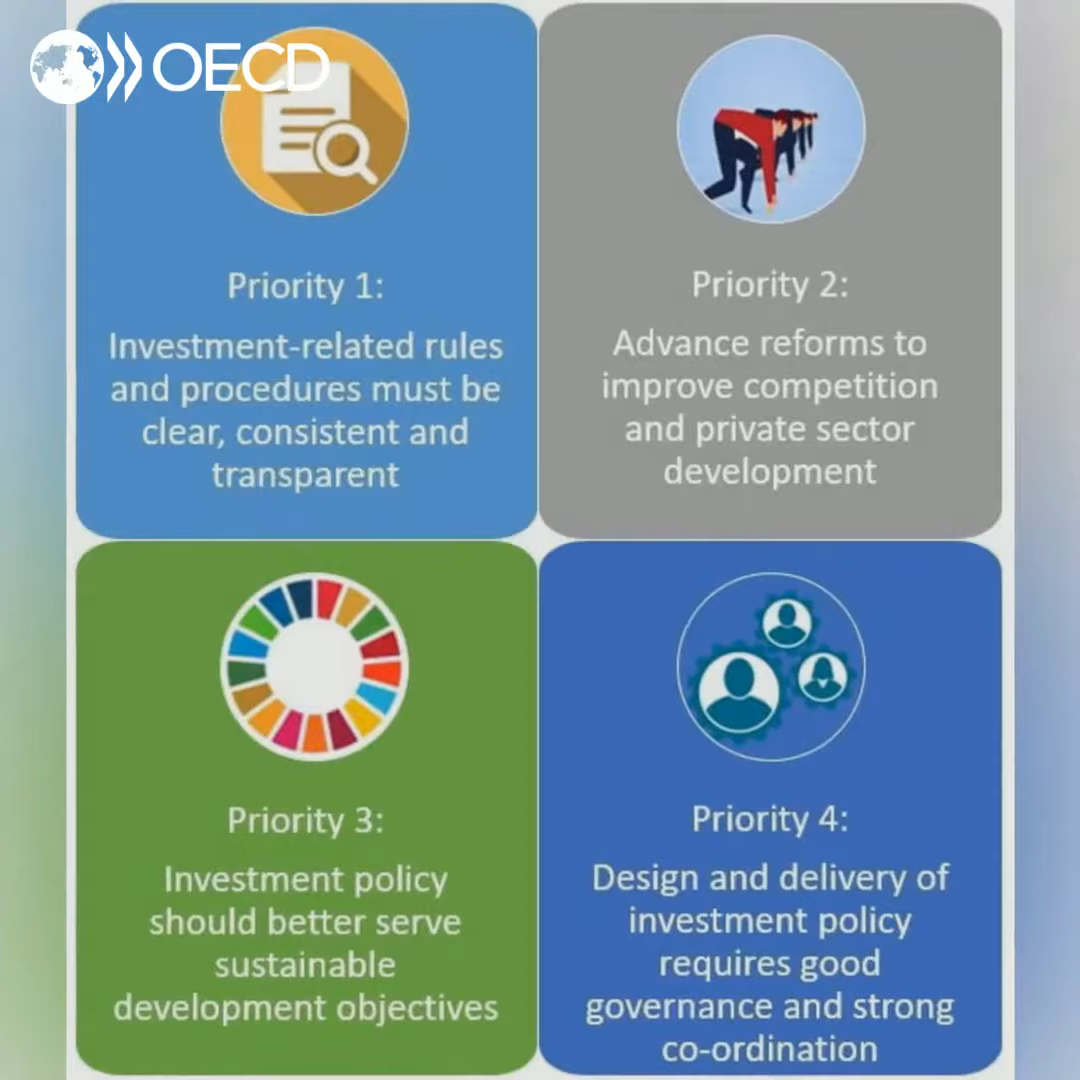 OECD
Priority 1:
Investment-related rules
and procedures must be
clear, consistent and
transparent
Priority 2:
Advance reforms to
improve competition
and private sector
development
Priority 3:
Investment policy
should better serve
sustainable
development objectives
Priority 4:
Design and delivery of
investment policy
requires good
governance and strong
co-ordination